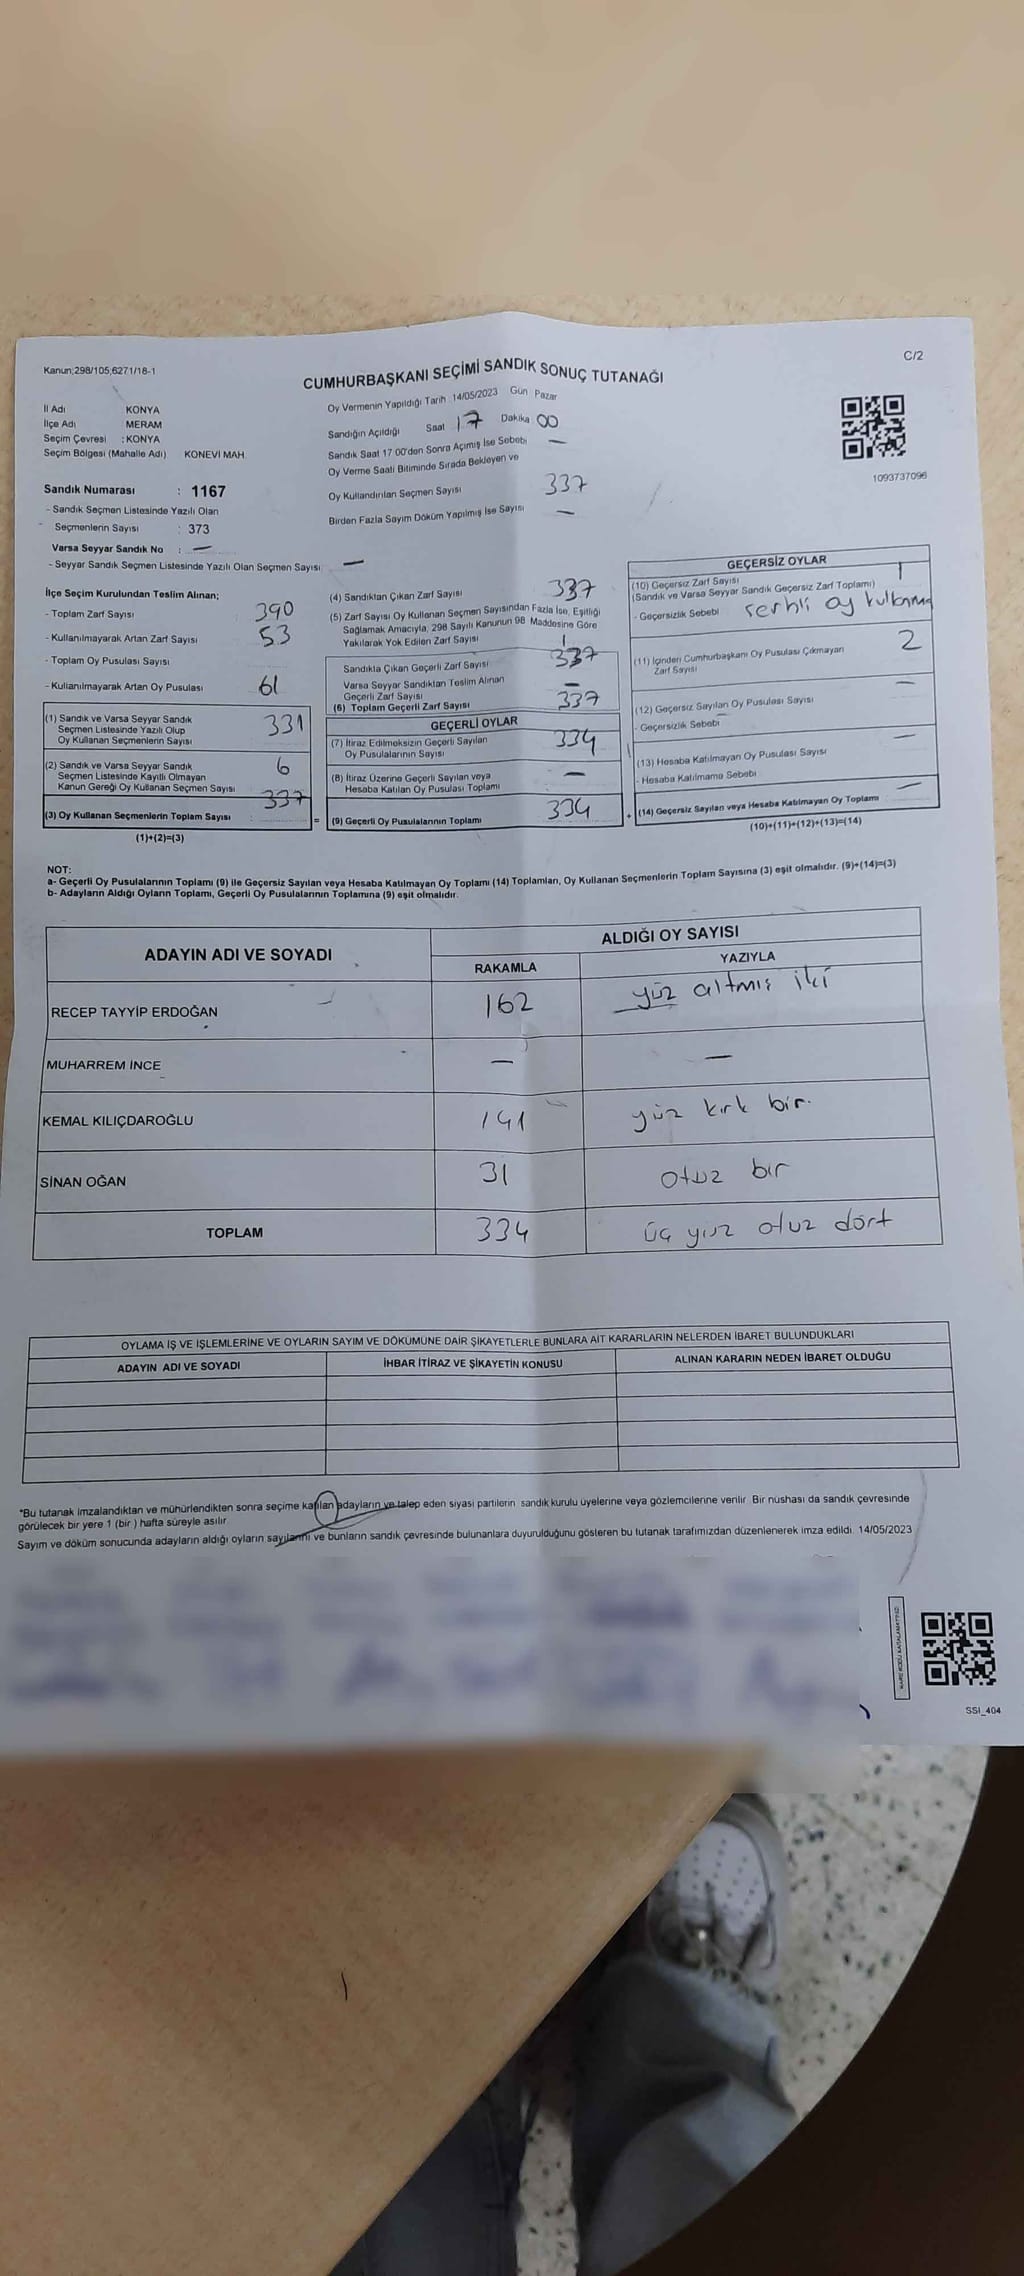 Kanun;298/105,6271/18-1
C/2
CUMHURBAŞKANI SEÇİMİ SANDIK SONUÇ TUTANAĞI
İl Adı KONYA
İlçe Adı MERAM
Seçim Çevresi : KONYA
Seçim Bölgesi (Mahalle Adı) KONEVİ MAH.
Oy Vermenin Yapıldığı Tarih 14/05/2023 Gün Pazar
Sandığın Açıldığı Saat 17 Dakika 00
Sandık Saat 17 00'den Sonra Açımış İse Sebebi —
Oy Verme Saati Bitiminde Sırada Bekleyen ve
Oy Kullandırılan Seçmen Sayısı 337
Birden Fazla Sayım Döküm Yapılmış İse Sayısı —
1093737096
Sandık Numarası : 1167
- Sandık Seçmen Listesinde Yazılı Olan
Seçmenlerin Sayısı : 373
Varsa Seyyar Sandık No : —
- Seyyar Sandık Seçmen Listesinde Yazılı Olan Seçmen Sayısı —
İlçe Seçim Kurulundan Teslim Alınan;
- Toplam Zarf Sayısı 390
- Kullanılmayarak Artan Zarf Sayısı 53
- Toplam Oy Pusulası Sayısı
- Kullanılmayarak Artan Oy Pusulası 61
(1) Sandık ve Varsa Seyyar Sandık
Seçmen Listesinde Yazılı Olup
Oy Kullanan Seçmenlerin Sayısı 331
(2) Sandık ve Varsa Seyyar Sandık
Seçmen Listesinde Kayıtlı Olmayan
Kanun Gereği Oy Kullanan Seçmen Sayısı 6
(3) Oy Kullanan Seçmenlerin Toplam Sayısı : 337
(1)+(2)=(3)
(4) Sandıktan Çıkan Zarf Sayısı 337
(5) Zarf Sayısı Oy Kullanan Seçmen Sayısından Fazla İse, Eşitliği
Sağlamak Amacıyla, 298 Sayılı Kanunun 98 Maddesine Göre
Yakılarak Yok Edilen Zarf Sayısı
Sandıkta Çıkan Geçerli Zarf Sayısı 337
Varsa Seyyar Sandıktan Teslim Alınan
Geçerli Zarf Sayısı —
(6) Toplam Geçerli Zarf Sayısı 337
GEÇERLİ OYLAR
(7) İtiraz Edilmeksizin Geçerli Sayılan
Oy Pusulalarının Sayısı 334
(8) İtiraz Üzerine Geçerli Sayılan veya
Hesaba Katılan Oy Pusulası Toplamı —
= (9) Geçerli Oy Pusulalarının Toplamı 334
GEÇERSİZ OYLAR
(10) Geçersiz Zarf Sayısı 1
(Sandık ve Varsa Seyyar Sandık Geçersiz Zarf Toplamı)
- Geçersizlik Sebebi serhli oy kullanma
(11) İçinden Cumhurbaşkanı Oy Pusulası Çıkmayan 2
Zarf Sayısı
(12) Geçersiz Sayılan Oy Pusulası Sayısı —
- Geçersizlik Sebebi
(13) Hesaba Katılmayan Oy Pusulası Sayısı —
- Hesaba Katılmama Sebebi
+ (14) Geçersiz Sayılan veya Hesaba Katılmayan Oy Toplamı —
(10)+(11)+(12)+(13)=(14)
NOT:
a- Geçerli Oy Pusulalarının Toplamı (9) ile Geçersiz Sayılan veya Hesaba Katılmayan Oy Toplamı (14) Toplamları, Oy Kullanan Seçmenlerin Toplam Sayısına (3) eşit olmalıdır. (9)+(14)=(3)
b- Adayların Aldığı Oyların Toplamı, Geçerli Oy Pusulalarının Toplamına (9) eşit olmalıdır.
ADAYIN ADI VE SOYADI ALDIĞI OY SAYISI
RAKAMLA YAZIYLA
RECEP TAYYİP ERDOĞAN 162 yüz altmış iki
MUHARREM İNCE — —
KEMAL KILIÇDAROĞLU 141 yüz kırk bir.
SİNAN OĞAN 31 otuz bir
TOPLAM 334 üç yüz otuz dört
OYLAMA İŞ VE İŞLEMLERİNE VE OYLARIN SAYIM VE DÖKÜMÜNE DAİR ŞİKAYETLERLE BUNLARA AİT KARARLARIN NELERDEN İBARET BULUNDUKLARI
ADAYIN ADI VE SOYADI İHBAR İTİRAZ VE ŞİKAYETİN KONUSU ALINAN KARARIN NEDEN İBARET OLDUĞU
*Bu tutanak imzalandıktan ve mühürlendikten sonra seçime katılan adayların ve talep eden siyasi partilerin sandık kurulu üyelerine veya gözlemcilerine verilir. Bir nüshası da sandık çevresinde
görülecek bir yere 1 (bir ) hafta süreyle asılır.
Sayım ve döküm sonucunda adayların aldığı oyların sayılarını ve bunların sandık çevresinde bulunanlara duyurulduğunu gösteren bu tutanak tarafımızdan düzenlenerek imza edildi. 14/05/2023
SSI_404